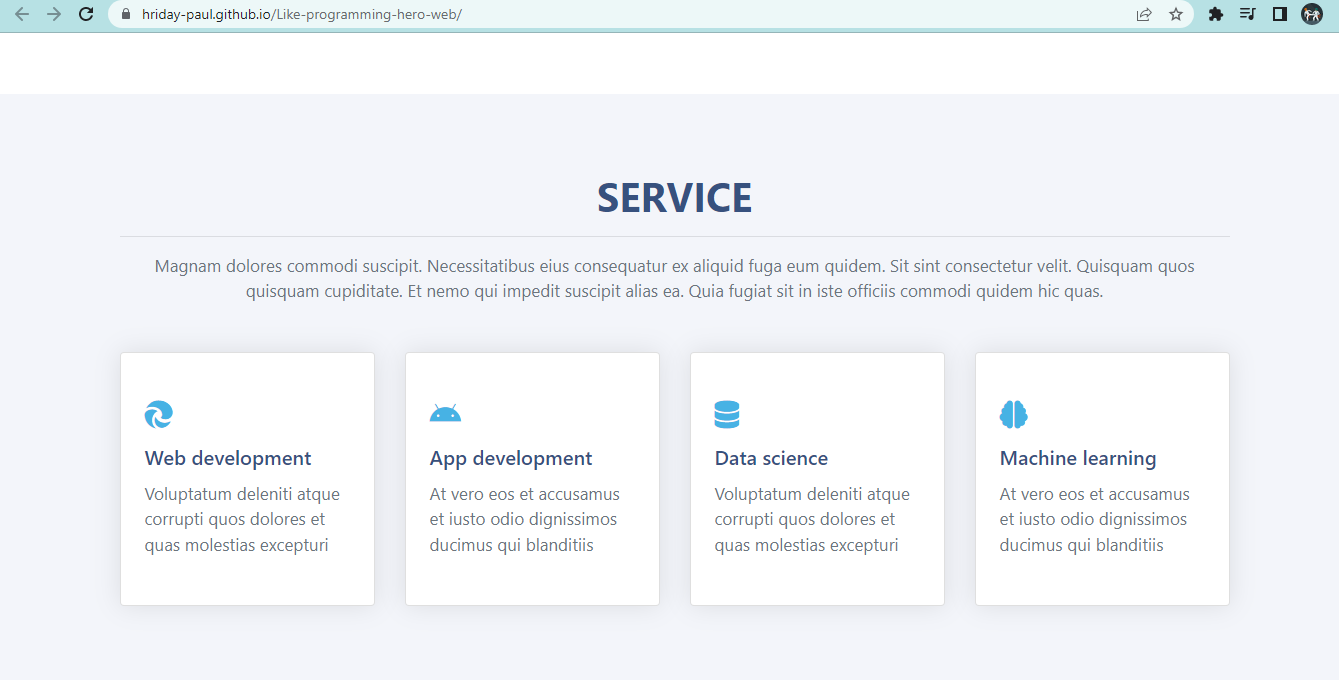 hriday-paul.github.io/Like-programming-hero-web/
SERVICE
Magnam dolores commodi suscipit. Necessitatibus eius consequatur ex aliquid fuga eum quidem. Sit sint consectetur velit. Quisquam quos
quisquam cupiditate. Et nemo qui impedit suscipit alias ea. Quia fugiat sit in iste officiis commodi quidem hic quas.
Web development
Voluptatum deleniti atque
corrupti quos dolores et
quas molestias excepturi
App development
At vero eos et accusamus
et iusto odio dignissimos
ducimus qui blanditiis
Data science
Voluptatum deleniti atque
corrupti quos dolores et
quas molestias excepturi
Machine learning
At vero eos et accusamus
et iusto odio dignissimos
ducimus qui blanditiis